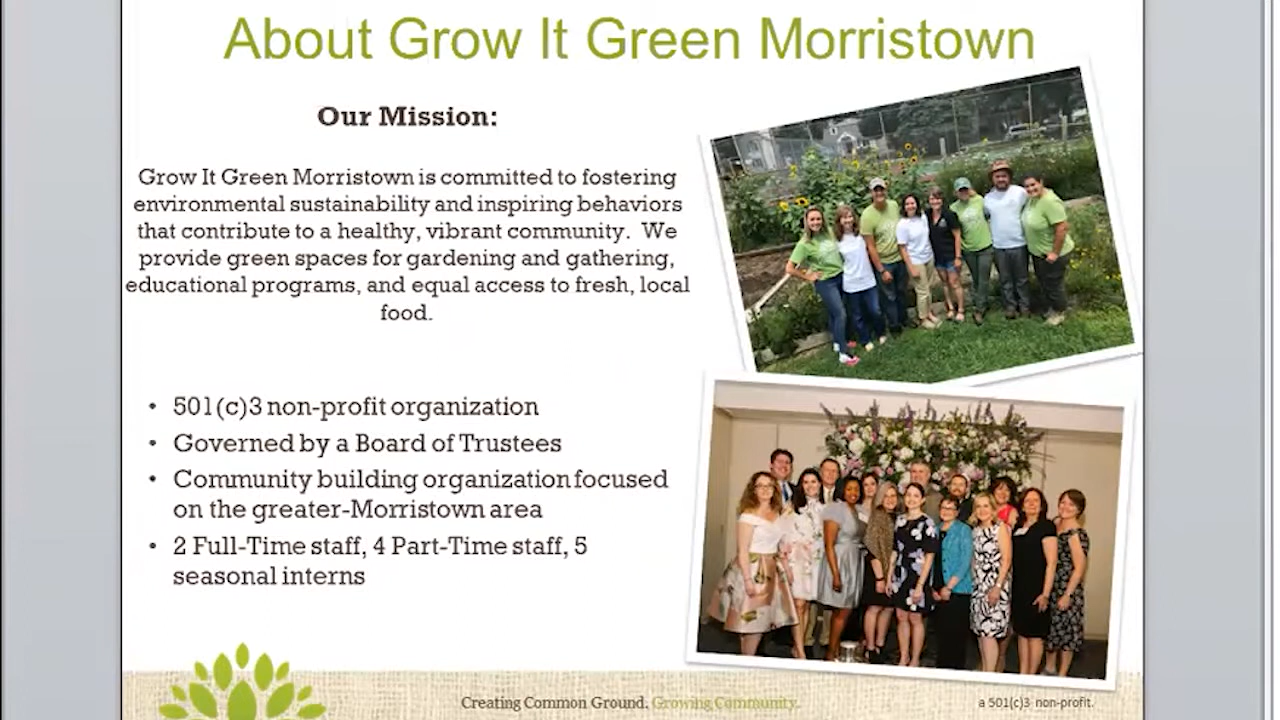 About Grow It Green Morristown
Our Mission:
Grow It Green Morristown is committed to fostering
environmental sustainability and inspiring behaviors
that contribute to a healthy, vibrant community. We
provide green spaces for gardening and gathering,
educational programs, and equal access to fresh, local
food.
• 501(c)3 non-profit organization
• Governed by a Board of Trustees
• Community building organization focused
on the greater-Morristown area
• 2 Full-Time staff, 4 Part-Time staff, 5
seasonal interns
Creating Common Ground. Growing Community.
a 501(c)3 non-profit.